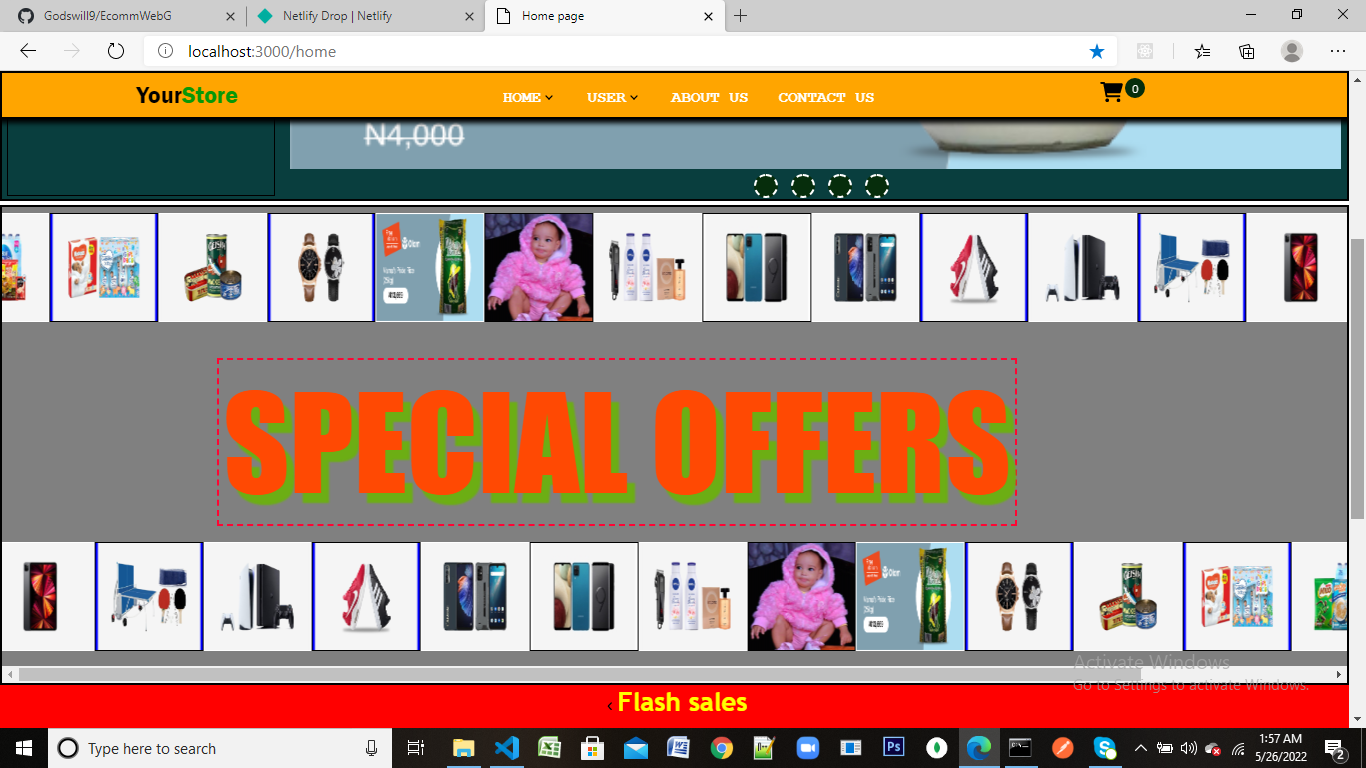 Godswill9/EcommWebG
Netlify Drop | Netlify
Home page
localhost:3000/home
YourStore
HOME
USER
ABOUT US
CONTACT US
0
N4,000
SPECIAL OFFERS
Activate Windows
Go to Settings to activate Windows.
Flash sales
Type here to search
1:57 AM
5/26/2022
2